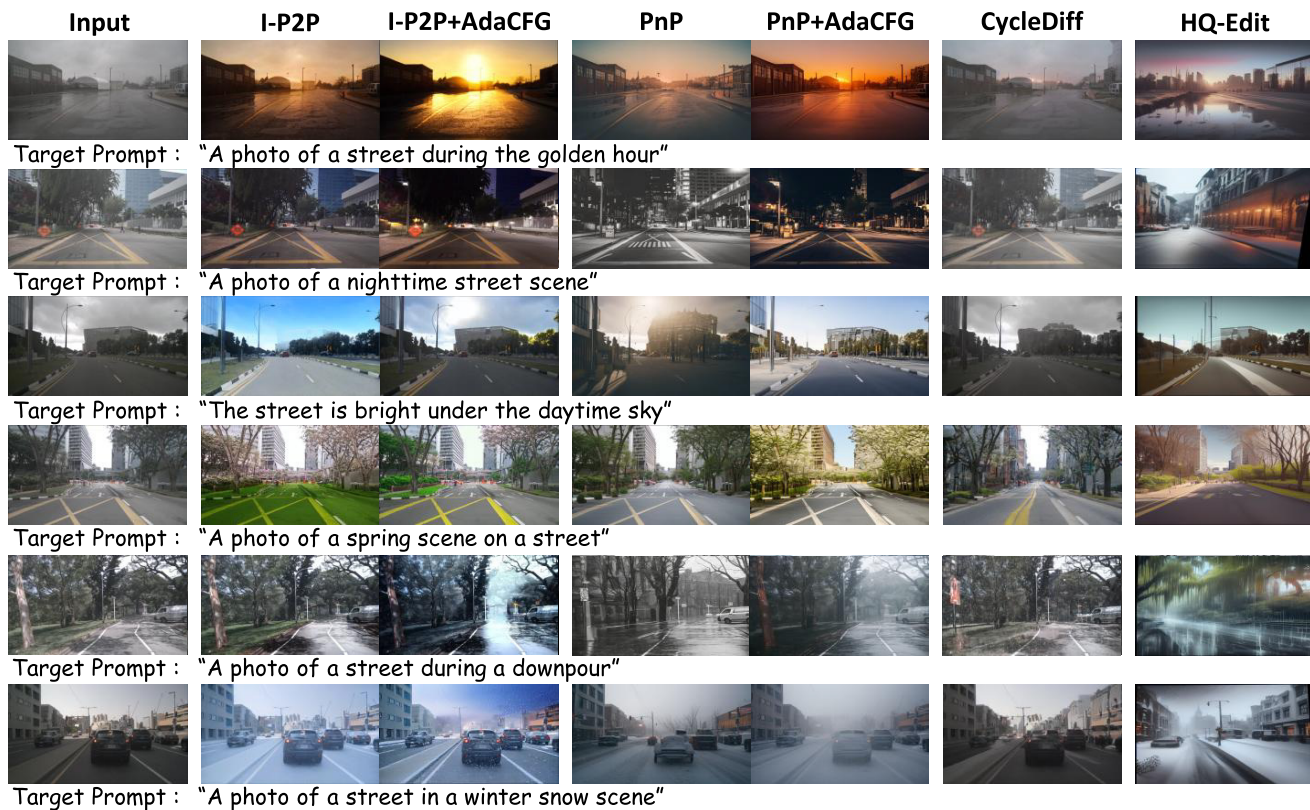 Input I-P2P I-P2P+AdaCFG PnP PnP+AdaCFG CycleDiff HQ-Edit
Target Prompt : “A photo of a street during the golden hour”
Target Prompt : “A photo of a nighttime street scene”
Target Prompt : “The street is bright under the daytime sky”
Target Prompt : “A photo of a spring scene on a street”
Target Prompt : “A photo of a street during a downpour”
Target Prompt : “A photo of a street in a winter snow scene”